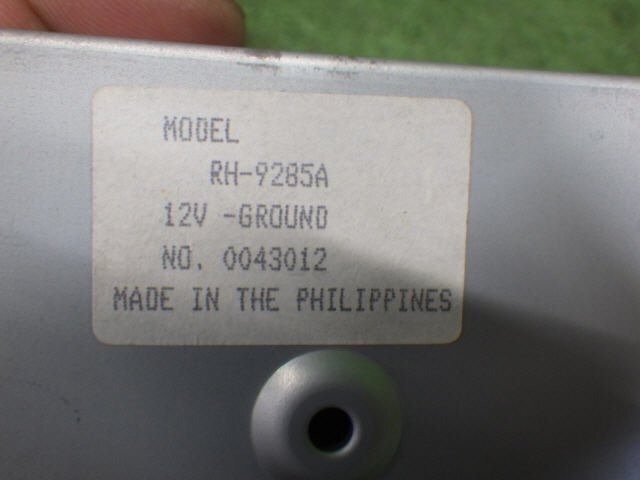 MODEL
RH-9285A
12V -GROUND
NO. 0043012
MADE IN THE PHILIPPINES